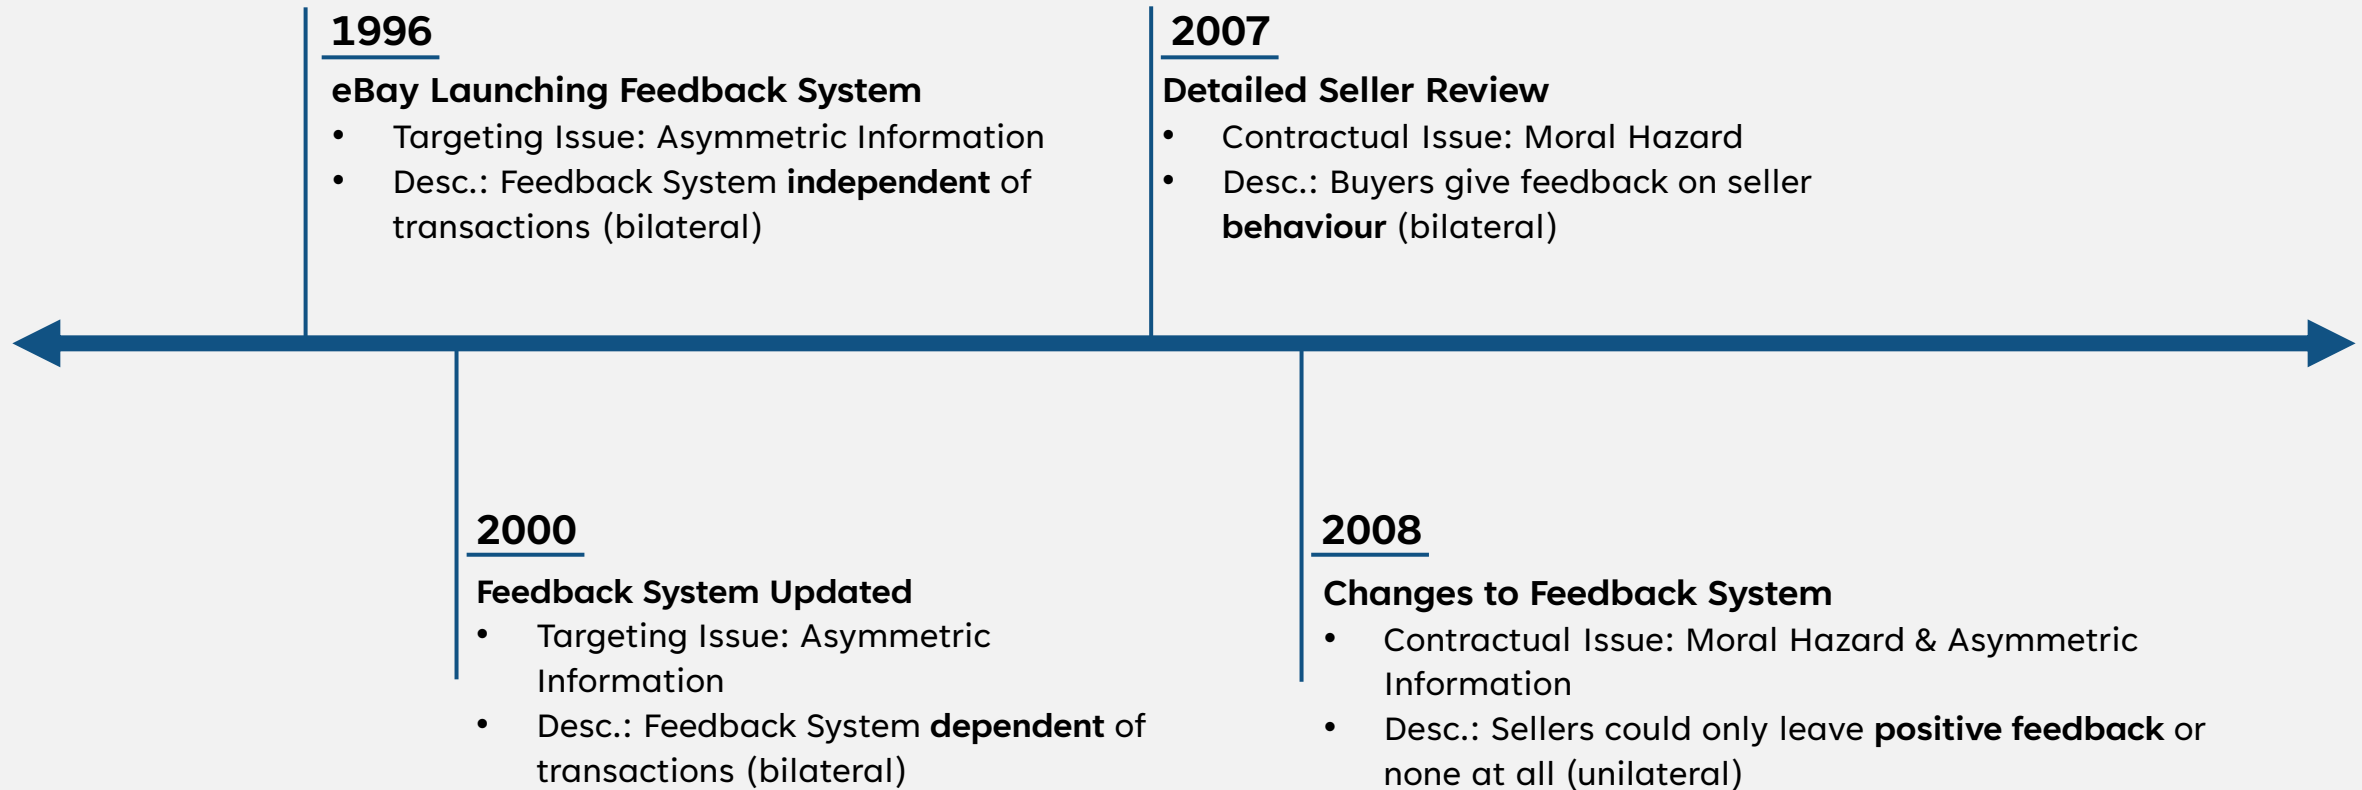 1996
eBay Launching Feedback System
• Targeting Issue: Asymmetric Information
• Desc.: Feedback System independent of
transactions (bilateral)
2007
Detailed Seller Review
• Contractual Issue: Moral Hazard
• Desc.: Buyers give feedback on seller
behaviour (bilateral)
2000
Feedback System Updated
• Targeting Issue: Asymmetric
Information
• Desc.: Feedback System dependent of
transactions (bilateral)
2008
Changes to Feedback System
• Contractual Issue: Moral Hazard & Asymmetric
Information
• Desc.: Sellers could only leave positive feedback or
none at all (unilateral)